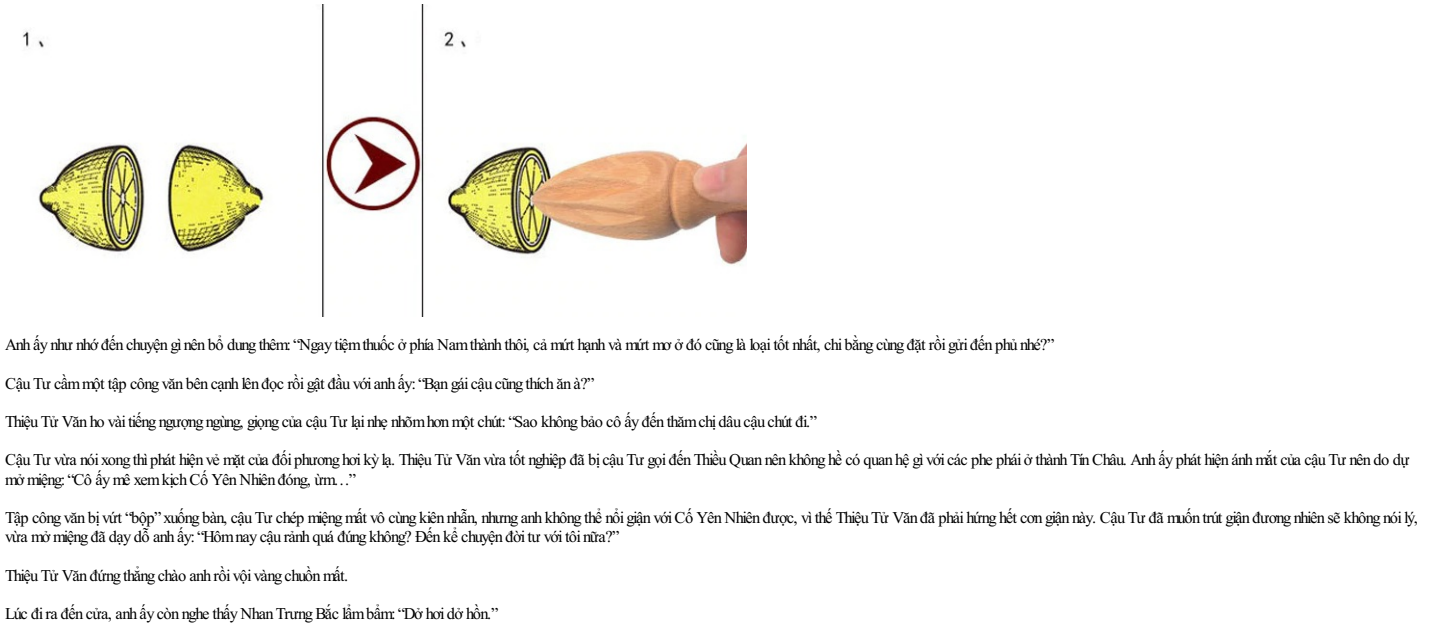 1、
2、
Anh ấy như nhớ đến chuyện gì nên bổ dung thêm: “Ngay tiệm thuốc ở phía Nam thành thôi, cả mứt hạnh và mứt mơ ở đó cũng là loại tốt nhất, chi bằng cùng đặt rồi gửi đến phủ nhé?”
Cậu Tư cầm một tập công văn bên cạnh lên đọc rồi gật đầu với anh ấy: “Bạn gái cậu cũng thích ăn à?”
Thiệu Tử Văn ho vài tiếng ngượng ngùng, giọng của cậu Tư lại nhẹ nhõm hơn một chút: “Sao không bảo cô ấy đến thăm chị dâu cậu chút đi.”
Cậu Tư vừa nói xong thì phát hiện vẻ mặt của đối phương hơi kỳ lạ. Thiệu Tử Văn vừa tốt nghiệp đã bị cậu Tư gọi đến Thiều Quan nên không hề có quan hệ gì với các phe phái ở thành Tín Châu. Anh ấy phát hiện ánh mắt của cậu Tư nên do dự
mở miệng: “Cô ấy mê xem kịch Cố Yên Nhiên đóng, ừm…”
Tập công văn bị vứt “bộp” xuống bàn, cậu Tư chép miệng mất vô cùng kiên nhẫn, nhưng anh không thể nổi giận với Cố Yên Nhiên được, vì thế Thiệu Tử Văn đã phải hứng hết cơn giận này. Cậu Tư đã muốn trút giận đương nhiên sẽ không nói lý,
vừa mở miệng đã dạy dỗ anh ấy: “Hôm nay cậu rảnh quá đúng không? Đến kể chuyện đời tư với tôi nữa?”
Thiệu Tử Văn đứng thẳng chào anh rồi vội vàng chuồn mất.
Lúc đi ra đến cửa, anh ấy còn nghe thấy Nhan Trưng Bắc lẩm bẩm: “Dở hơi dở hồn.”